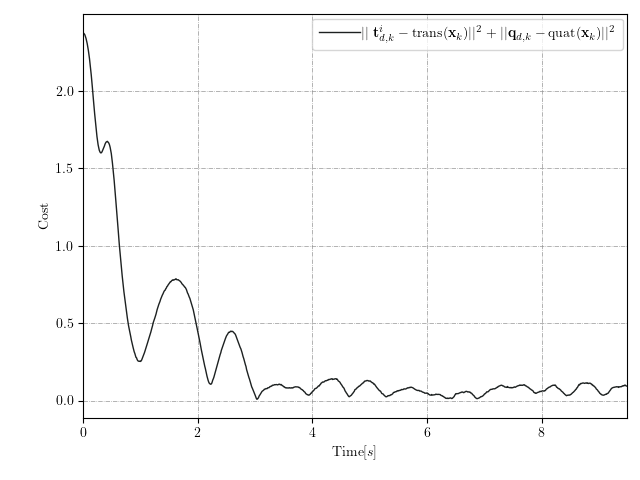 || t^i_{d,k} − trans(x_k)||^2 + ||q_{d,k} − quat(x_k)||^2
2.0
1.5
1.0
0.5
0.0
Cost
0 2 4 6 8
Time[s]